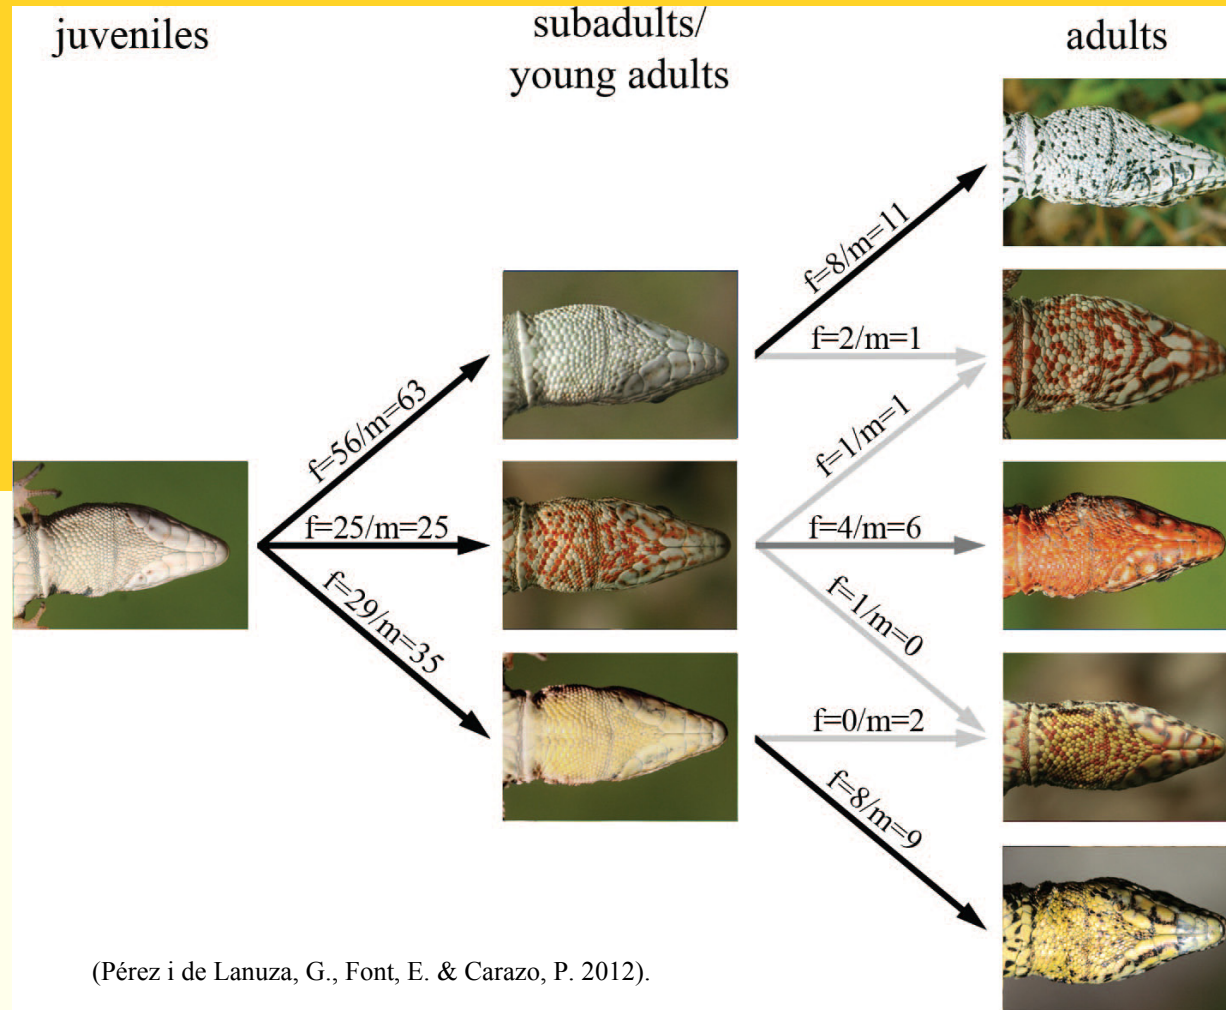 juveniles
subadults/
young adults
adults
f=8/m=11
f=2/m=1
f=56/m=63
f=1/m=1
f=25/m=25
f=4/m=6
f=29/m=35
f=1/m=0
f=0/m=2
f=8/m=9
(Pérez i de Lanuza, G., Font, E. & Carazo, P. 2012).